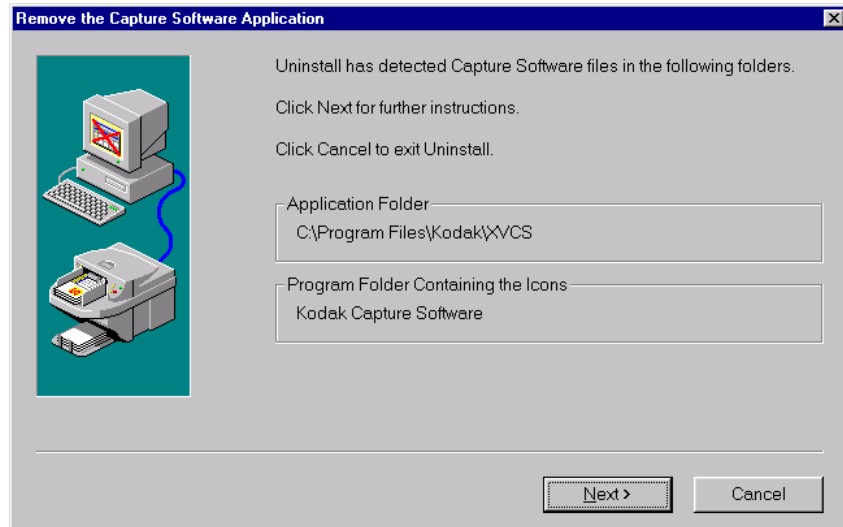 Remove the Capture Software Application
Uninstall has detected Capture Software files in the following folders.
Click Next for further instructions.
Click Cancel to exit Uninstall.
Application Folder
C:\Program Files\Kodak\XVCS
Program Folder Containing the Icons
Kodak Capture Software
Next >
Cancel